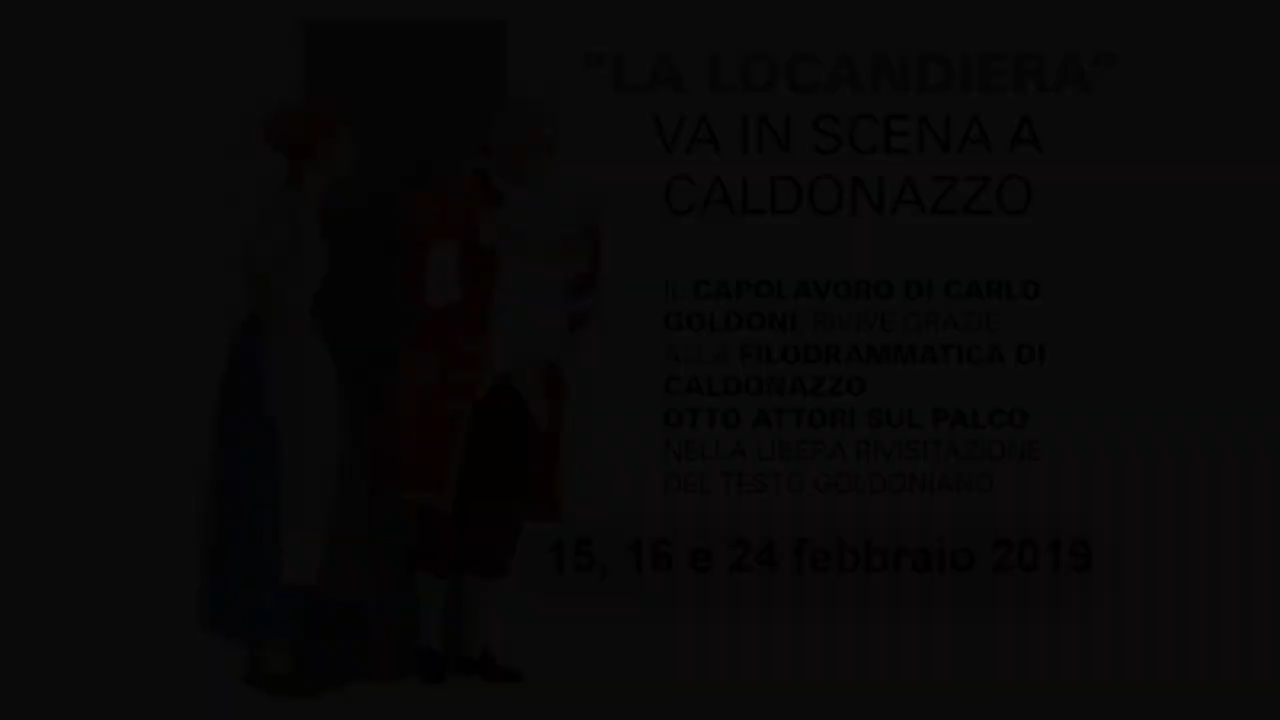 "LA LOCANDIERA"
VA IN SCENA A
CALDONAZZO
IL CAPOLAVORO DI CARLO
GOLDONI, RIVIVE GRAZIE
ALLA FILODRAMMATICA DI
CALDONAZZO
OTTO ATTORI SUL PALCO
NELLA LIBERA RIVISITAZIONE
DEL TESTO GOLDONIANO
15, 16 e 24 febbraio 2019